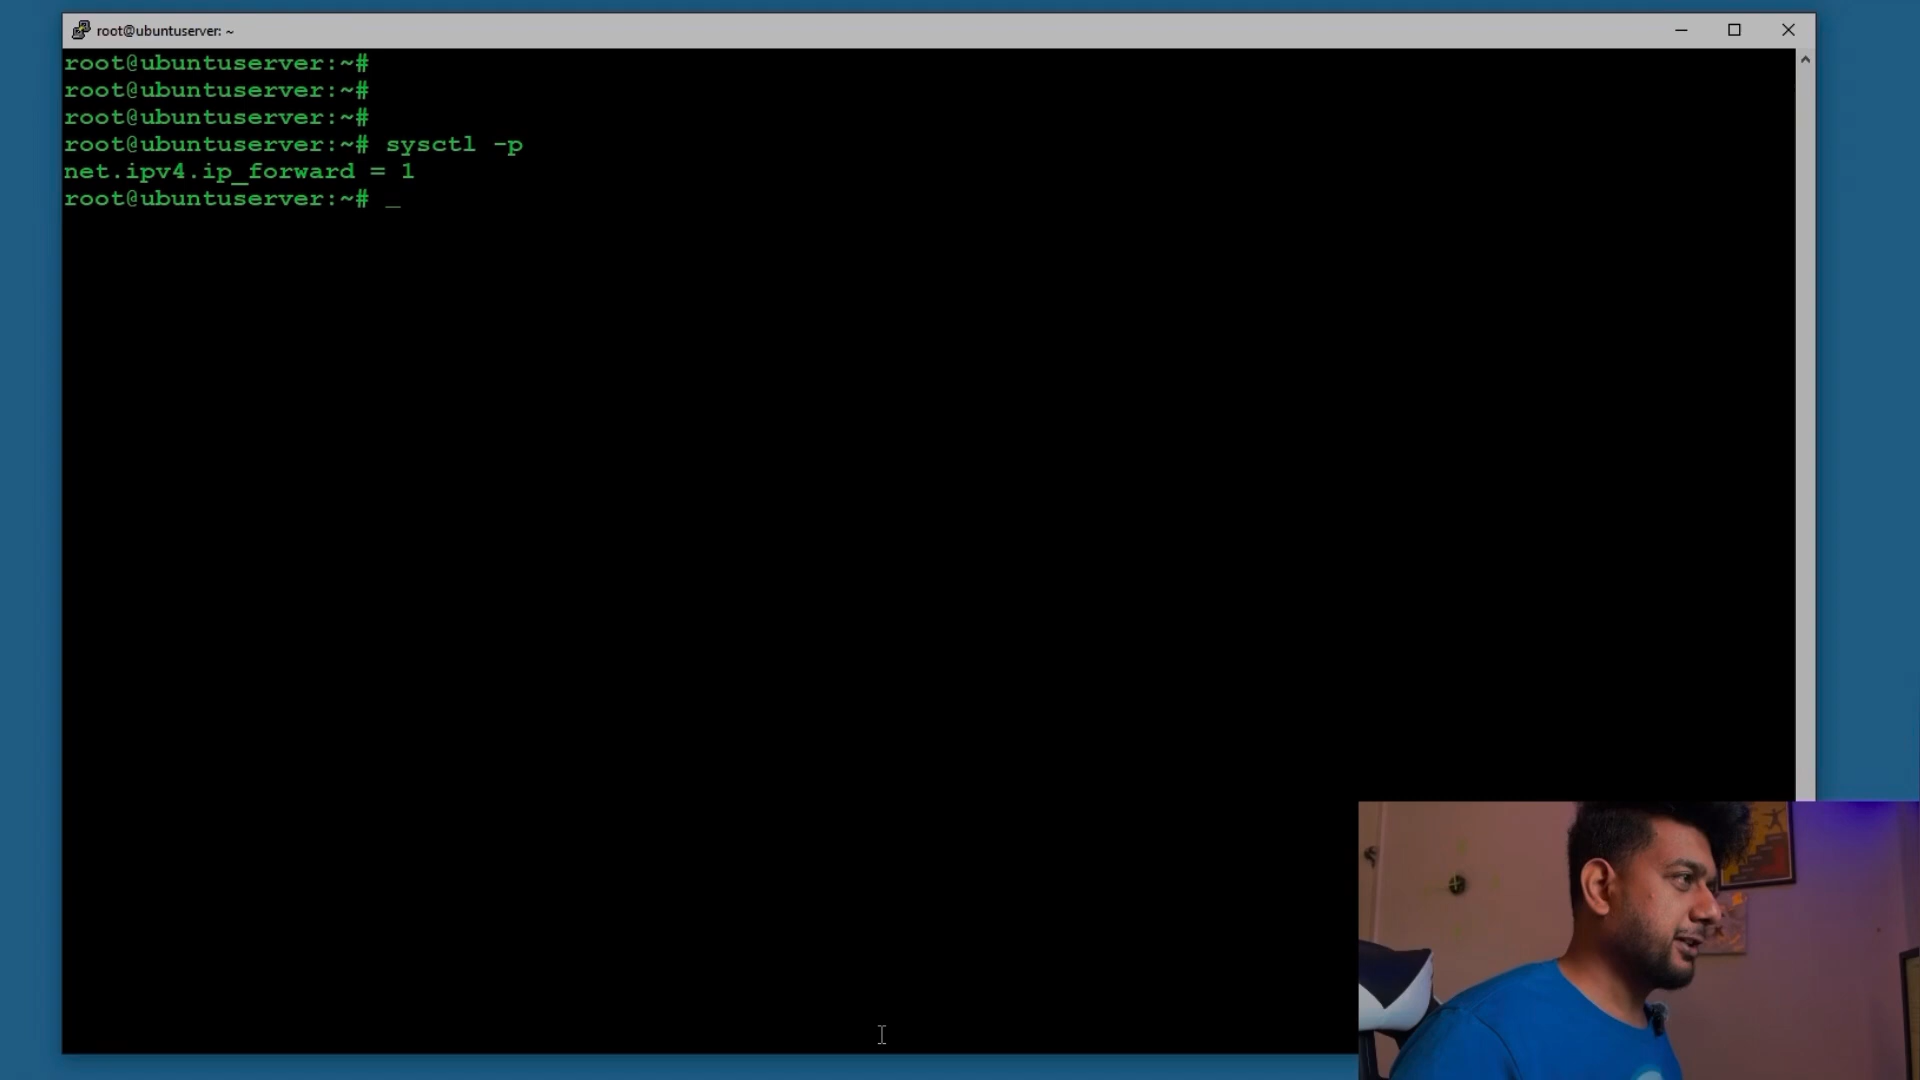 root@ubuntuserver: ~
root@ubuntuserver:~#
root@ubuntuserver:~#
root@ubuntuserver:~#
root@ubuntuserver:~# sysctl -p
net.ipv4.ip_forward = 1
root@ubuntuserver:~# _